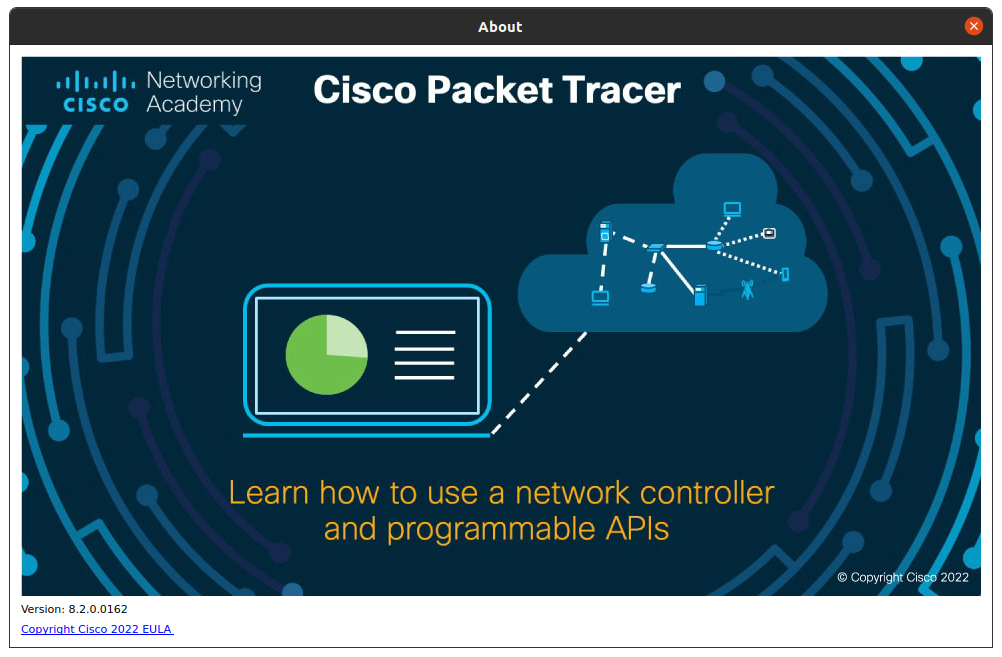 About
Networking
Academy
CISCO
Cisco Packet Tracer
Learn how to use a network controller
and programmable APIs
© Copyright Cisco 2022
Version: 8.2.0.0162
Copyright Cisco 2022 EULA